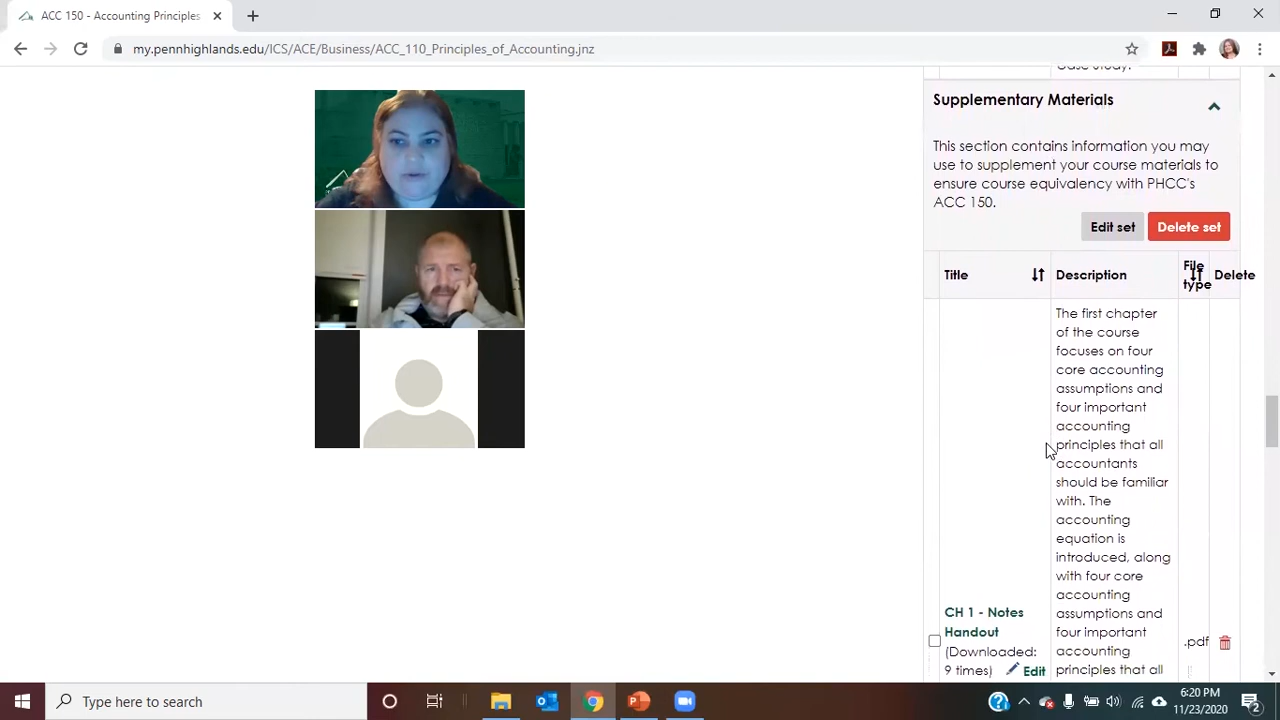 ACC 150 - Accounting Principles
my.pennhighlands.edu/ICS/ACE/Business/ACC_110_Principles_of_Accounting.jnz
Case Study.
Supplementary Materials
This section contains information you may
use to supplement your course materials to
ensure course equivalency with PHCC's
ACC 150.
Edit set
Delete set
Title
Description
File type
Delete
The first chapter
of the course
focuses on four
core accounting
assumptions and
four important
accounting
principles that all
accountants
should be familiar
with. The
accounting
equation is
introduced, along
with four core
accounting
assumptions and
four important
accounting
principles that all
CH 1 - Notes
Handout
(Downloaded:
9 times)
Edit
.pdf
Type here to search
6:20 PM
11/23/2020
2